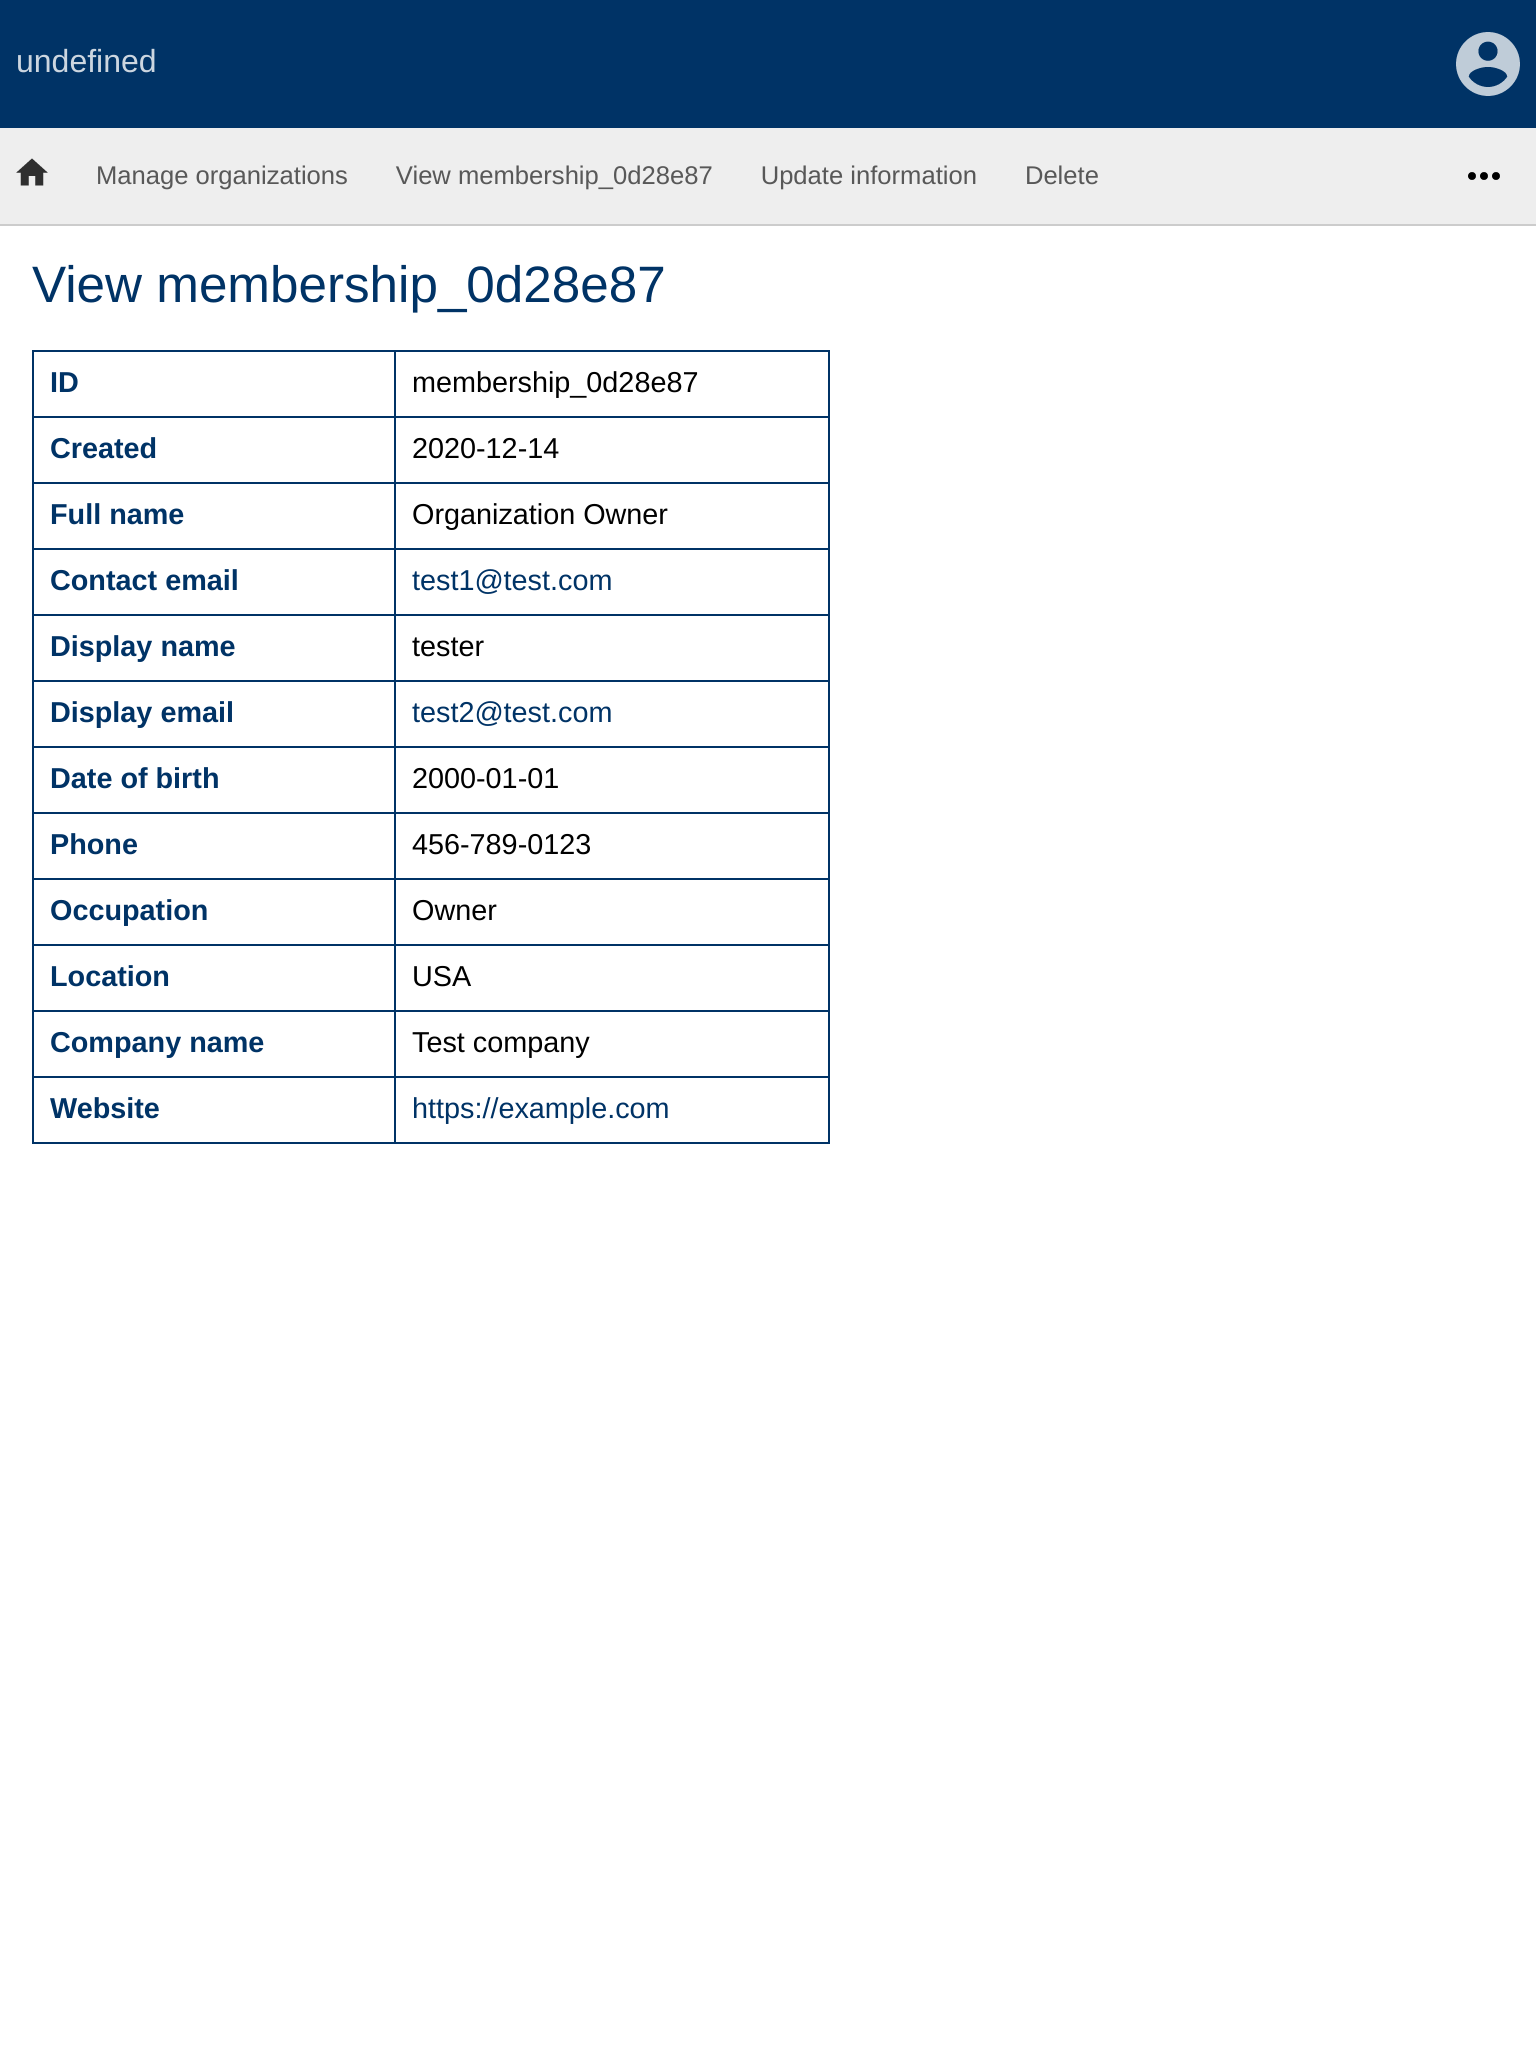 undefined
Manage organizations View membership_0d28e87 Update information Delete
View membership_0d28e87
ID membership_0d28e87
Created 2020-12-14
Full name Organization Owner
Contact email test1@test.com
Display name tester
Display email test2@test.com
Date of birth 2000-01-01
Phone 456-789-0123
Occupation Owner
Location USA
Company name Test company
Website https://example.com